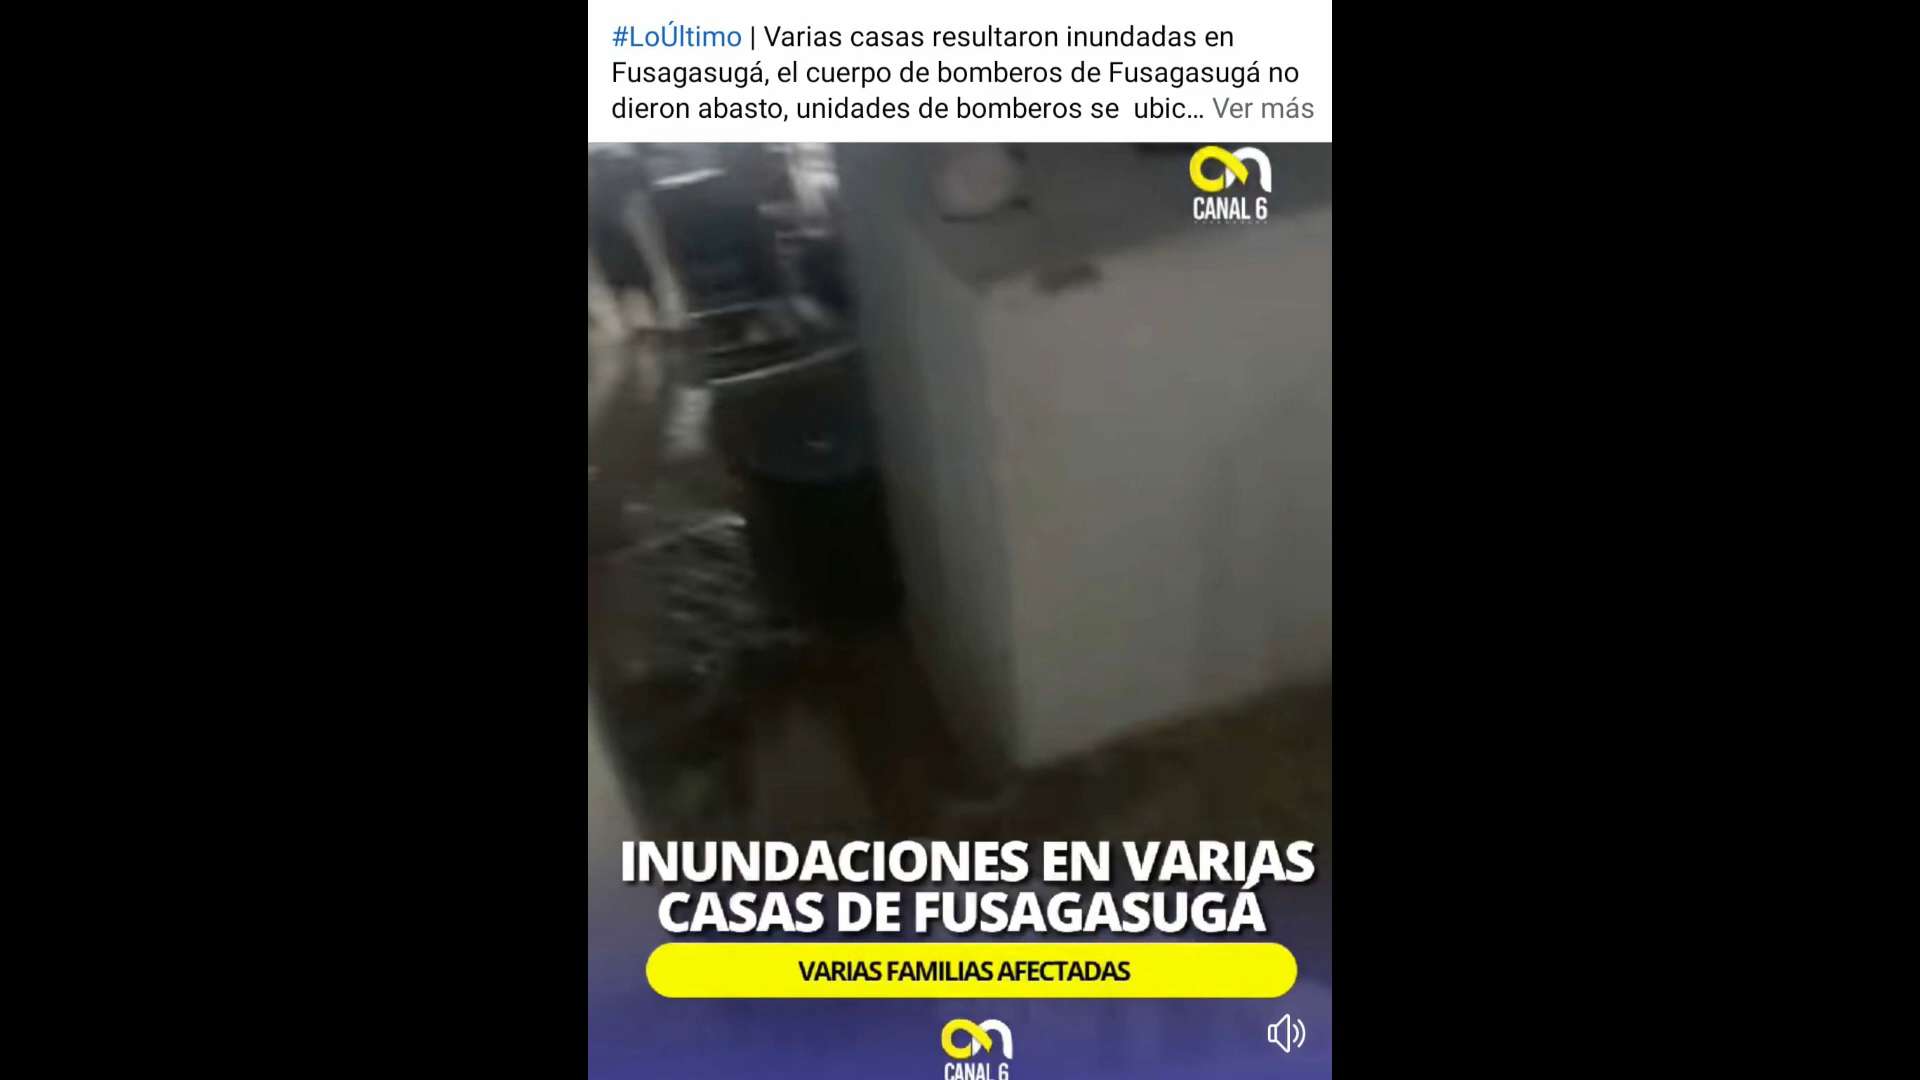 #LoÚltimo | Varias casas resultaron inundadas en
Fusagasugá, el cuerpo de bomberos de Fusagasugá no
dieron abasto, unidades de bomberos se ubic... Ver más
CANAL 6
INUNDACIONES EN VARIAS
CASAS DE FUSAGASUGÁ
VARIAS FAMILIAS AFECTADAS
CANAL 6